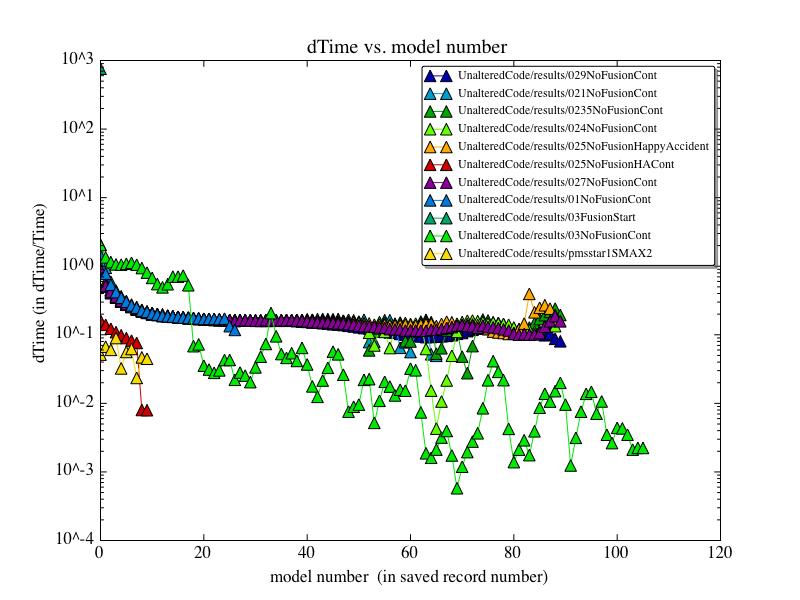 dTime vs. model number
10^3
10^2
10^1
10^0
10^-1
10^-2
10^-3
10^-4
dTime (in dTime/Time)
UnalteredCode/results/029NoFusionCont
UnalteredCode/results/021NoFusionCont
UnalteredCode/results/0235NoFusionCont
UnalteredCode/results/024NoFusionCont
UnalteredCode/results/025NoFusionHappyAccident
UnalteredCode/results/025NoFusionHACont
UnalteredCode/results/027NoFusionCont
UnalteredCode/results/01NoFusionCont
UnalteredCode/results/03FusionStart
UnalteredCode/results/03NoFusionCont
UnalteredCode/results/pmsstar1SMAX2
0 20 40 60 80 100 120
model number (in saved record number)